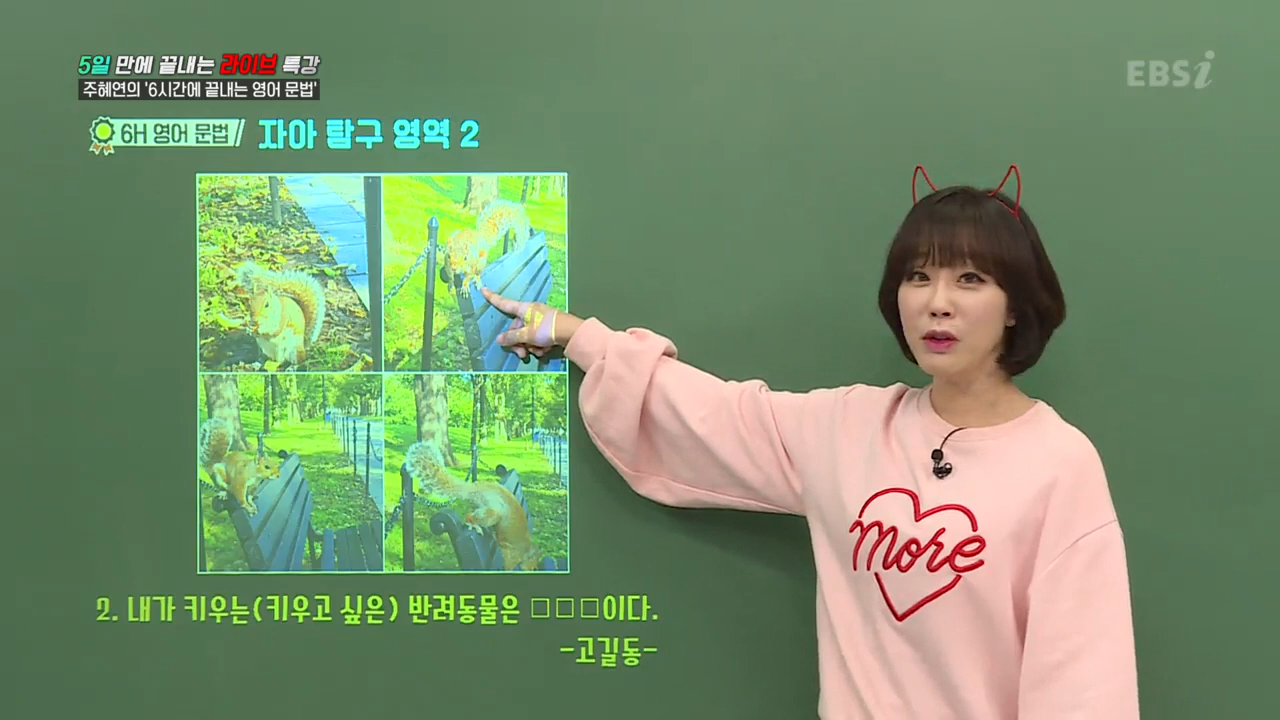 5일 만에 끝내는 라이브 특강
주혜연의 '6시간에 끝내는 영어 문법'
EBSi
6H 영어 문법/ 자아 탐구 영역 2
more
2. 내가 키우는(키우고 싶은) 반려동물은 □□□이다.
-고길동-